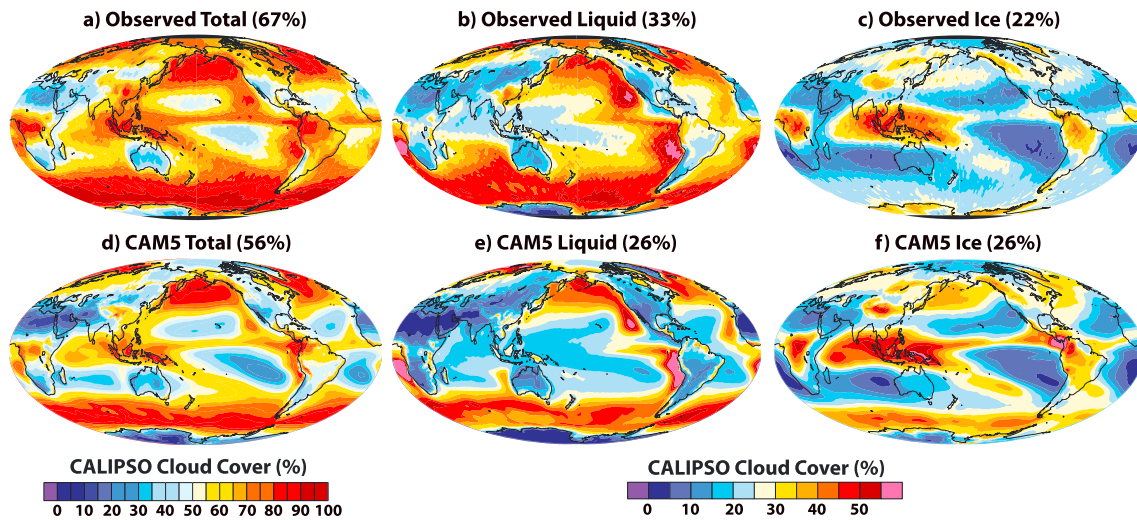 a) Observed Total (67%)
b) Observed Liquid (33%)
c) Observed Ice (22%)
d) CAM5 Total (56%)
e) CAM5 Liquid (26%)
f) CAM5 Ice (26%)
CALIPSO Cloud Cover (%)
0 10 20 30 40 50 60 70 80 90 100
CALIPSO Cloud Cover (%)
0 10 20 30 40 50